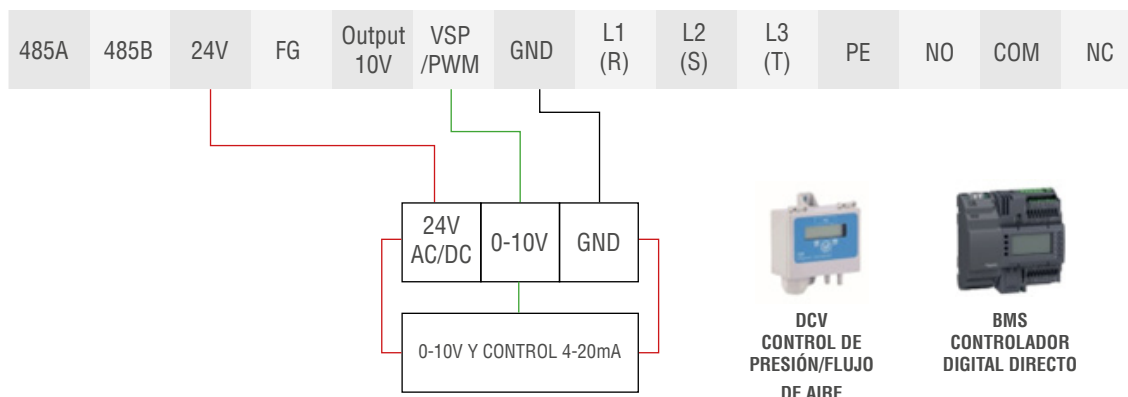 485A 485B 24V FG Output 10V VSP /PWM GND L1 (R) L2 (S) L3 (T) PE NO COM NC
24V AC/DC 0-10V GND
0-10V Y CONTROL 4-20mA
DCV
CONTROL DE
PRESIÓN/FLUJO
DE AIRE
BMS
CONTROLADOR
DIGITAL DIRECTO